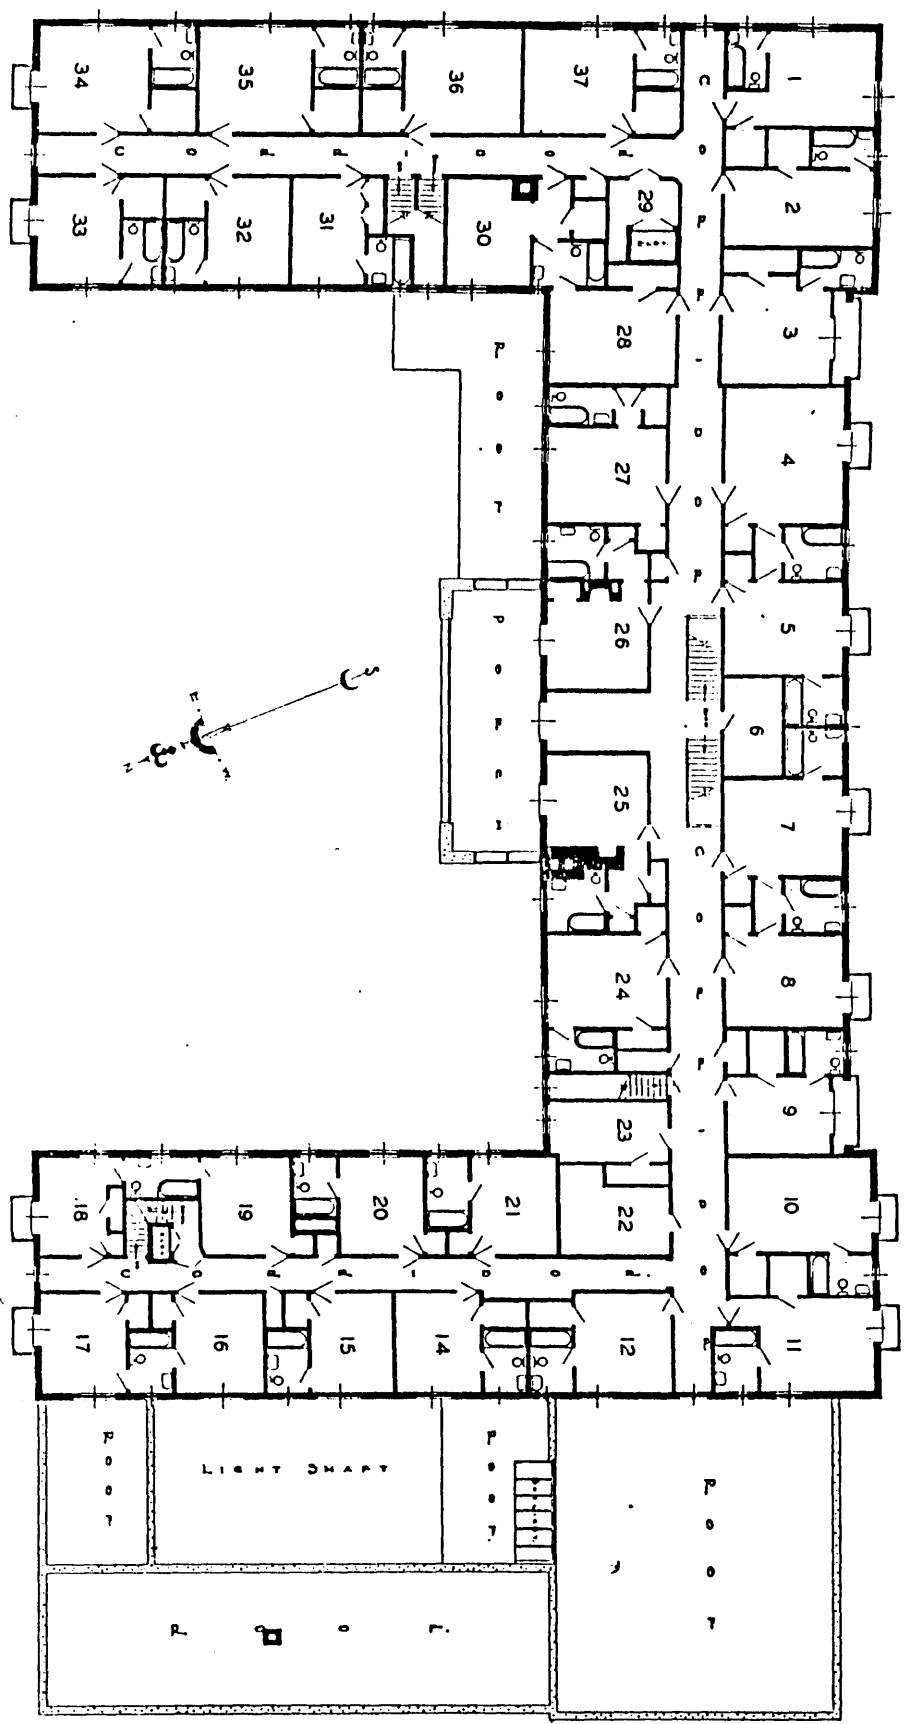 34
35
36
37
C
O
R
R
I
D
O
R
1
CORRIDOR
33
32
31
30
29
2
28
3
ROOF
27
4
26
5
PORCH
6
S
E
W
N
25
7
C
O
R
R
I
D
O
R
24
8
23
9
18
19
20
21
22
10
CORRIDOR
17
16
15
14
12
11
ROOF
LIGHT SHAFT
ROOF
ROOF
ROOF